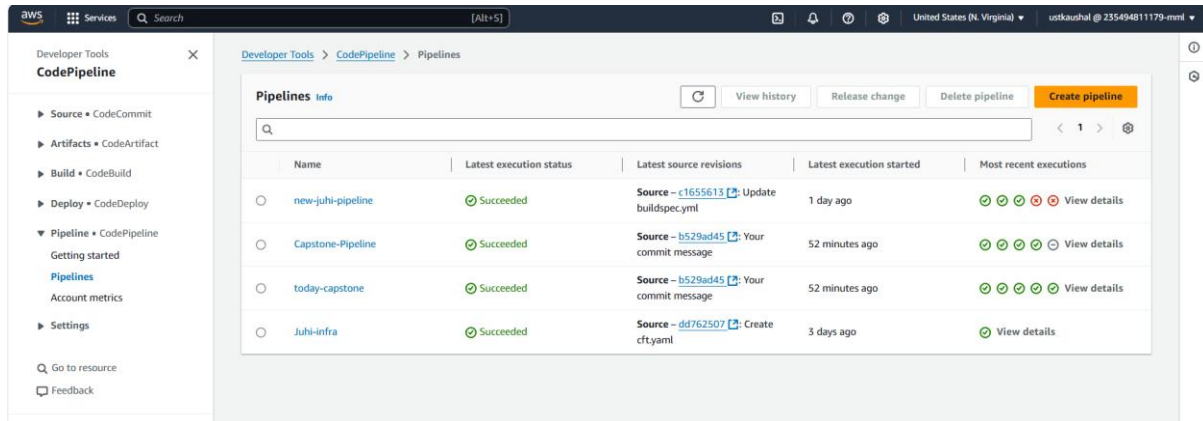 aws Services Search [Alt+S] United States (N. Virginia) ustkaushal @ 235494811179-mml
Developer Tools
CodePipeline
Source • CodeCommit
Artifacts • CodeArtifact
Build • CodeBuild
Deploy • CodeDeploy
Pipeline • CodePipeline
Getting started
Pipelines
Account metrics
Settings
Go to resource
Feedback
Developer Tools > CodePipeline > Pipelines
Pipelines Info View history Release change Delete pipeline Create pipeline
< 1 >
Name Latest execution status Latest source revisions Latest execution started Most recent executions
new-juhi-pipeline Succeeded Source – c1655613 : Update 1 day ago View details
buildspec.yml
Capstone-Pipeline Succeeded Source – b529ad45 : Your 52 minutes ago View details
commit message
today-capstone Succeeded Source – b529ad45 : Your 52 minutes ago View details
commit message
Juhi-infra Succeeded Source – dd762507 : Create 3 days ago View details
cft.yaml